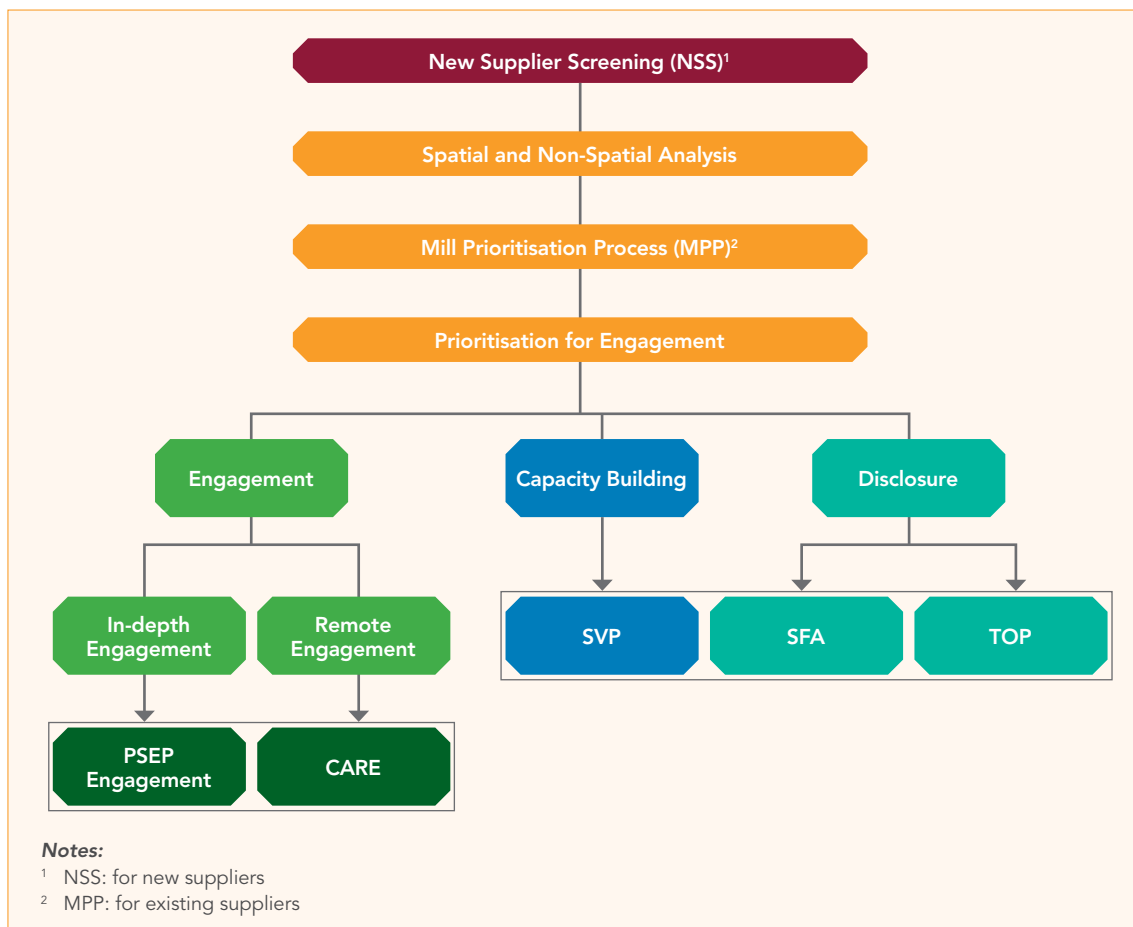 New Supplier Screening (NSS)¹
Spatial and Non-Spatial Analysis
Mill Prioritisation Process (MPP)²
Prioritisation for Engagement
Engagement
Capacity Building
Disclosure
In-depth
Engagement
Remote
Engagement
SVP
SFA
TOP
PSEP
Engagement
CARE
Notes:
¹ NSS: for new suppliers
² MPP: for existing suppliers